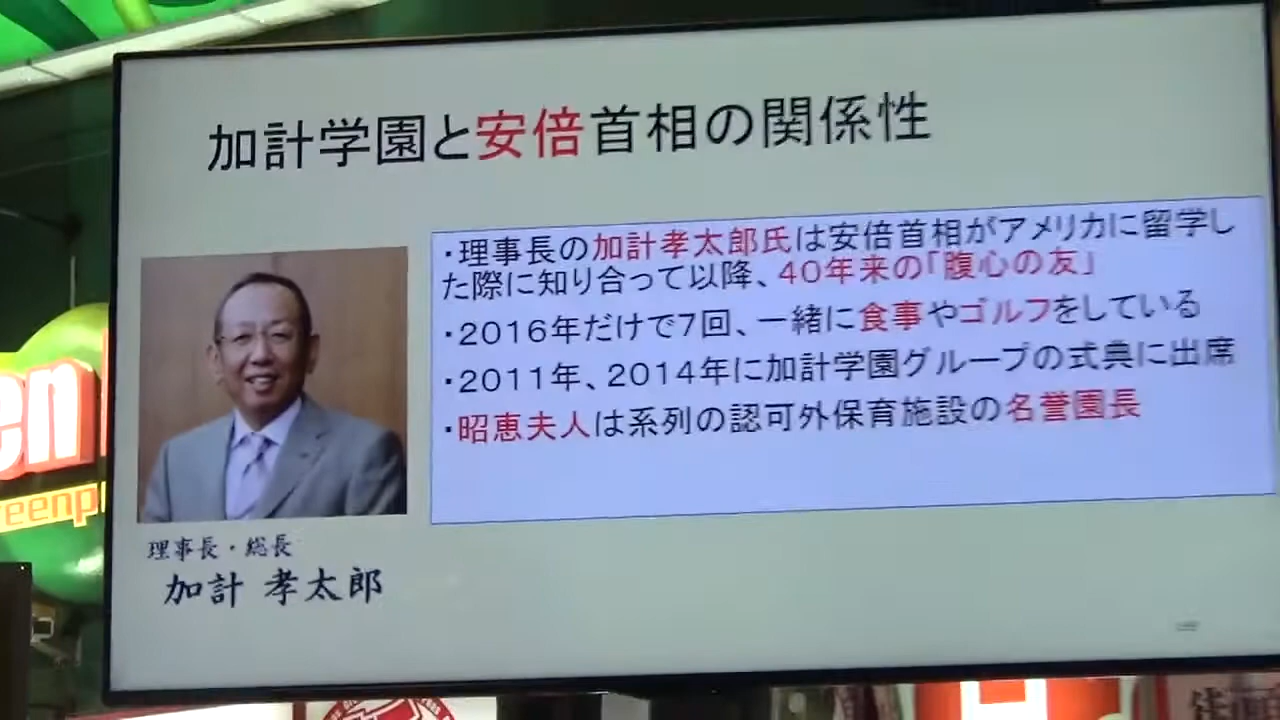 加計学園と安倍首相の関係性
・理事長の加計孝太郎氏は安倍首相がアメリカに留学し
た際に知り合って以降、40年来の「腹心の友」
・2016年だけで7回、一緒に食事やゴルフをしている
・2011年、2014年に加計学園グループの式典に出席
・昭恵夫人は系列の認可外保育施設の名誉園長
理事長・総長
加計 孝太郎
en
reenp